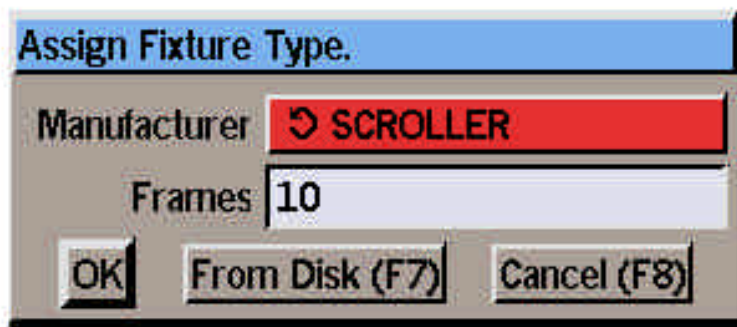 Assign Fixture Type.
Manufacturer SCROLLER
Frames 10
OK From Disk (F7) Cancel (F8)